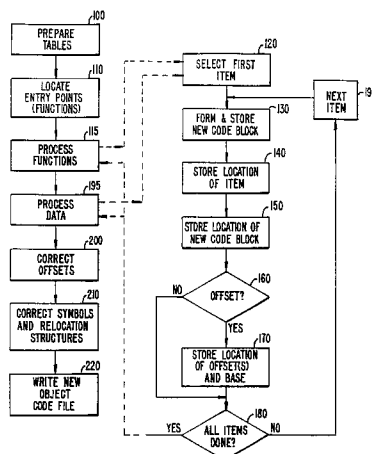 100
PREPARE
TABLES
110
LOCATE
ENTRY POINTS
(FUNCTIONS)
115
PROCESS
FUNCTIONS
195
PROCESS
DATA
200
CORRECT
OFFSETS
210
CORRECT SYMBOLS
AND RELOCATION
STRUCTURES
220
WRITE NEW
OBJECT
CODE FILE
120
SELECT FIRST
ITEM
19
NEXT
ITEM
130
FORM & STORE
NEW CODE BLOCK
140
STORE LOCATION
OF ITEM
150
STORE LOCATION OF
NEW CODE BLOCK
160
NO
OFFSET?
YES
170
STORE LOCATION
OF OFFSET(S)
AND BASE
180
YES
ALL ITEMS
DONE?
NO